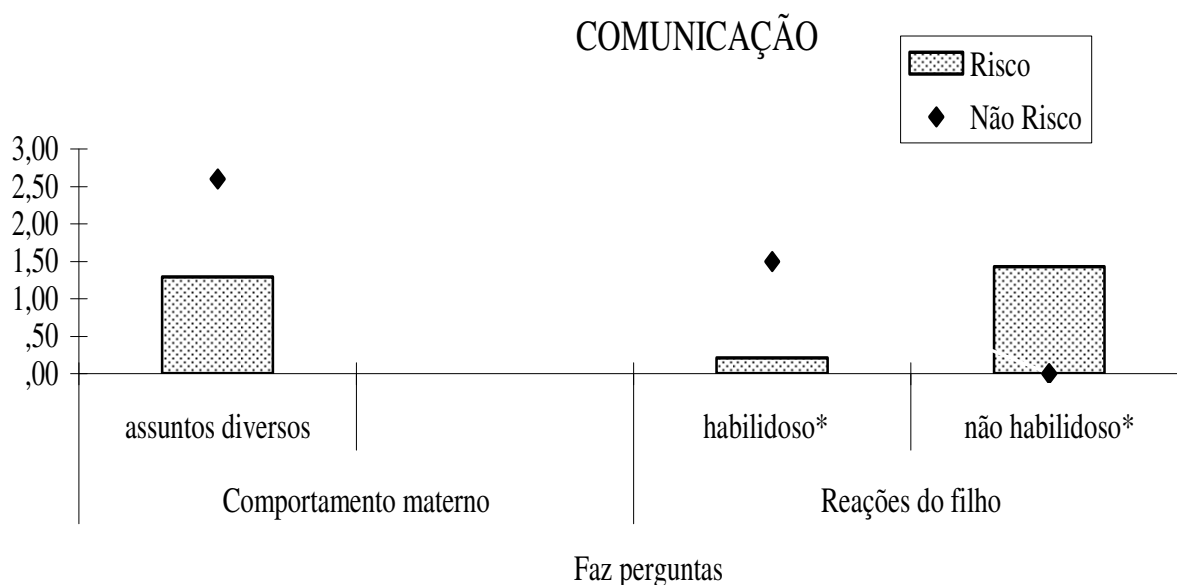 COMUNICAÇÃO
Risco
Não Risco
3,00
2,50
2,00
1,50
1,00
,50
,00
assuntos diversos
habilidoso*
não habilidoso*
Comportamento materno
Reações do filho
Faz perguntas